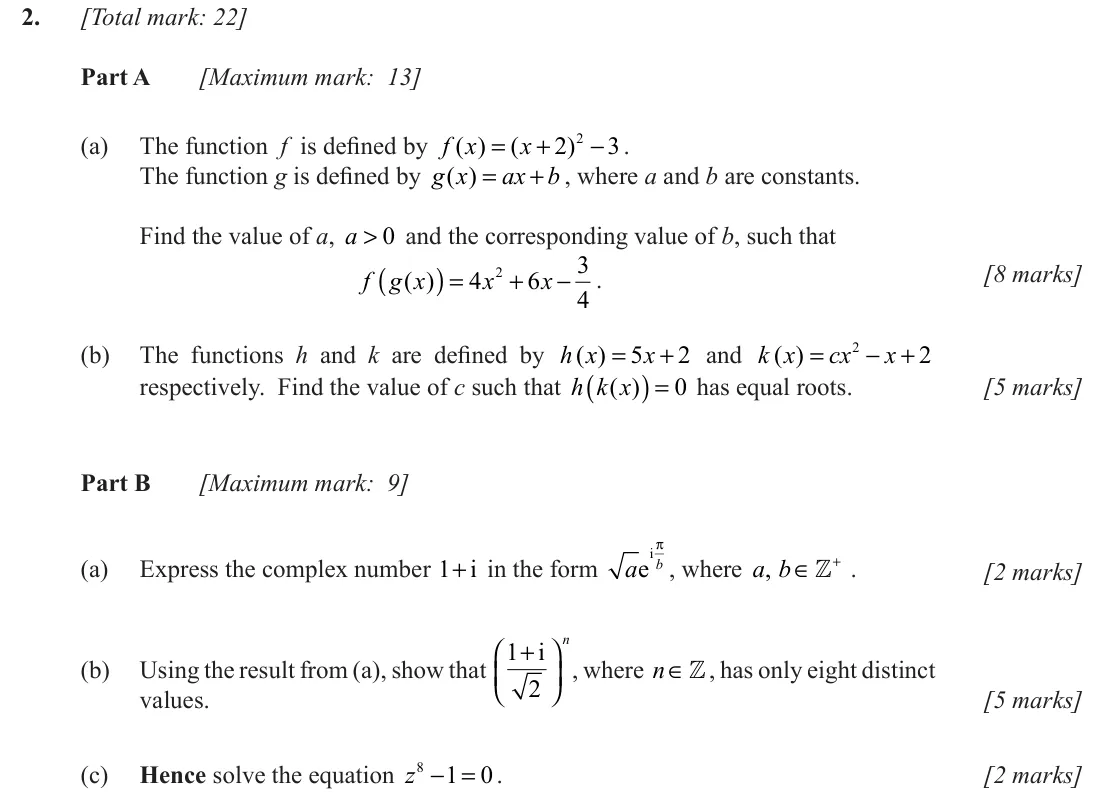 2. [Total mark: 22]
Part A [Maximum mark: 13]
(a) The function f is defined by f(x) = (x+2)² − 3.
The function g is defined by g(x) = ax + b, where a and b are constants.
Find the value of a, a > 0 and the corresponding value of b, such that
f(g(x)) = 4x² + 6x − 3/4. [8 marks]
(b) The functions h and k are defined by h(x) = 5x + 2 and k(x) = cx² − x + 2
respectively. Find the value of c such that h(k(x)) = 0 has equal roots. [5 marks]
Part B [Maximum mark: 9]
(a) Express the complex number 1+i in the form √a e^(i π/b), where a, b ∈ ℤ⁺ . [2 marks]
(b) Using the result from (a), show that ((1+i)/√2)ⁿ, where n ∈ ℤ, has only eight distinct
values. [5 marks]
(c) Hence solve the equation z⁸ − 1 = 0. [2 marks]